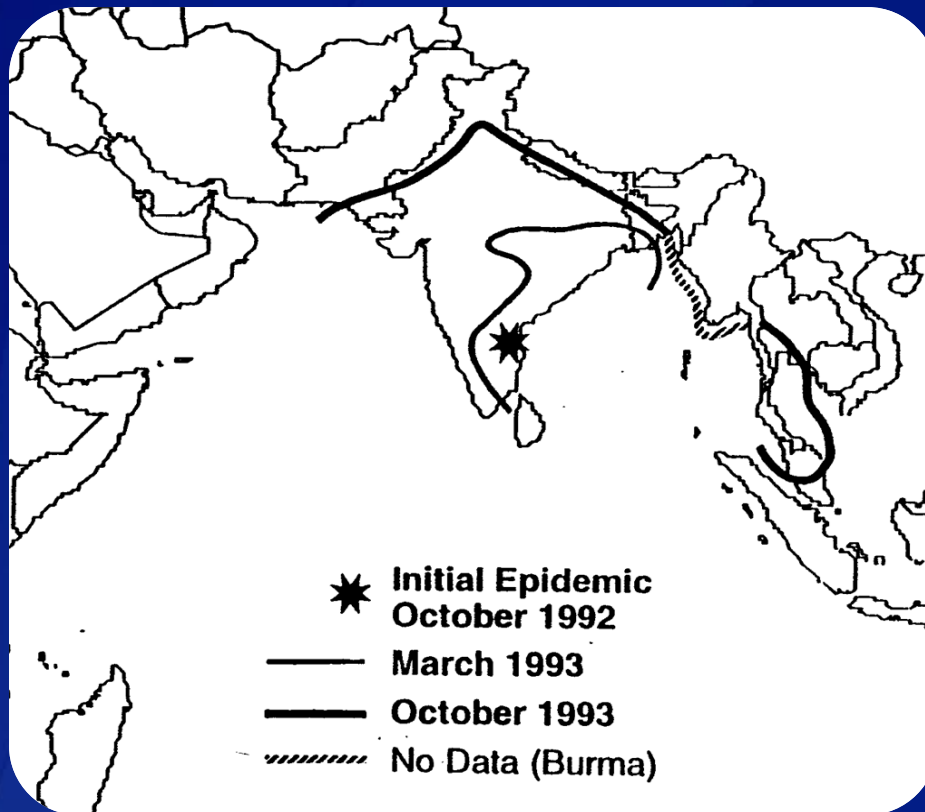 Initial Epidemic
October 1992
March 1993
October 1993
No Data (Burma)